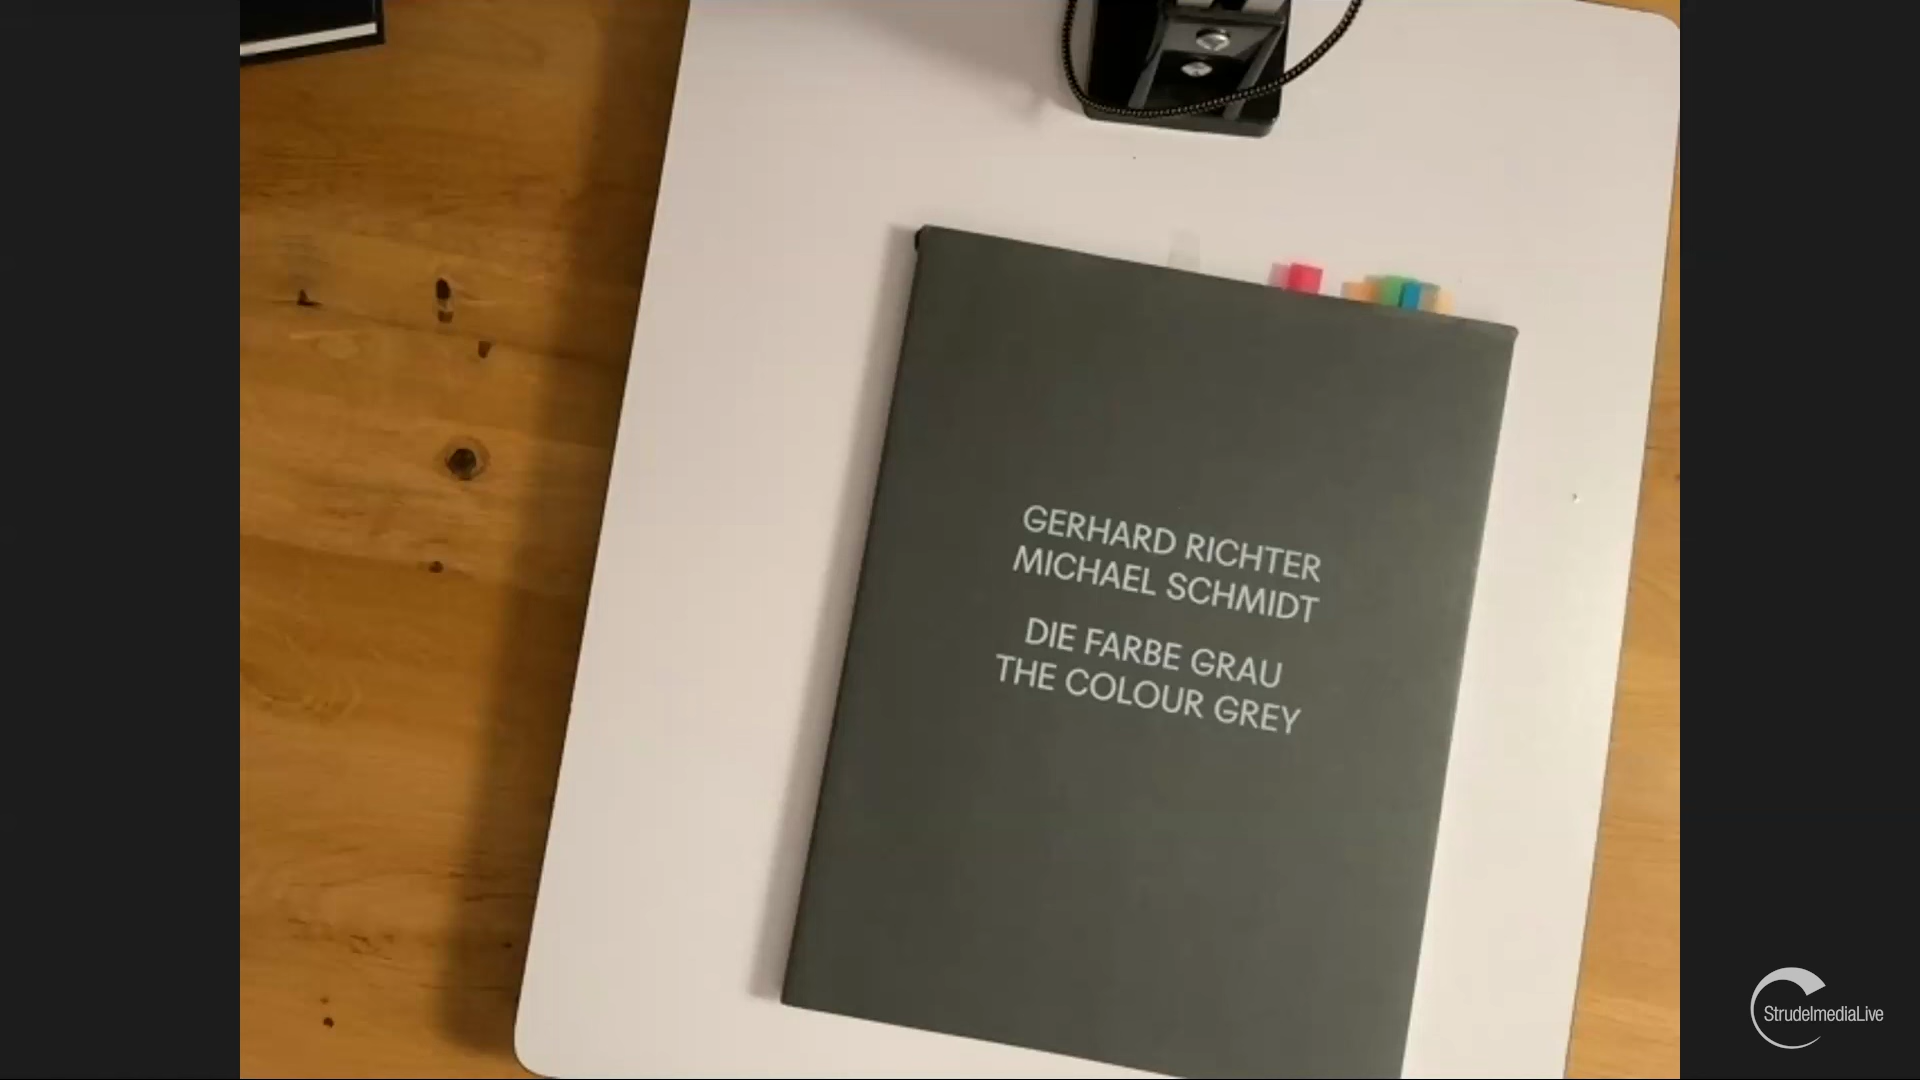 GERHARD RICHTER
MICHAEL SCHMIDT
DIE FARBE GRAU
THE COLOUR GREY
StrudelmediaLive